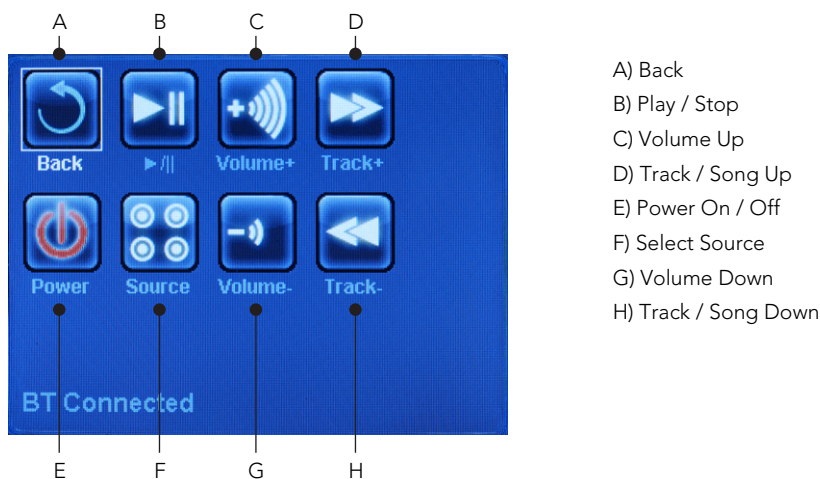 A B C D
Back ►/|| Volume+ Track+
Power Source Volume- Track-
BT Connected
E F G H
A) Back
B) Play / Stop
C) Volume Up
D) Track / Song Up
E) Power On / Off
F) Select Source
G) Volume Down
H) Track / Song Down